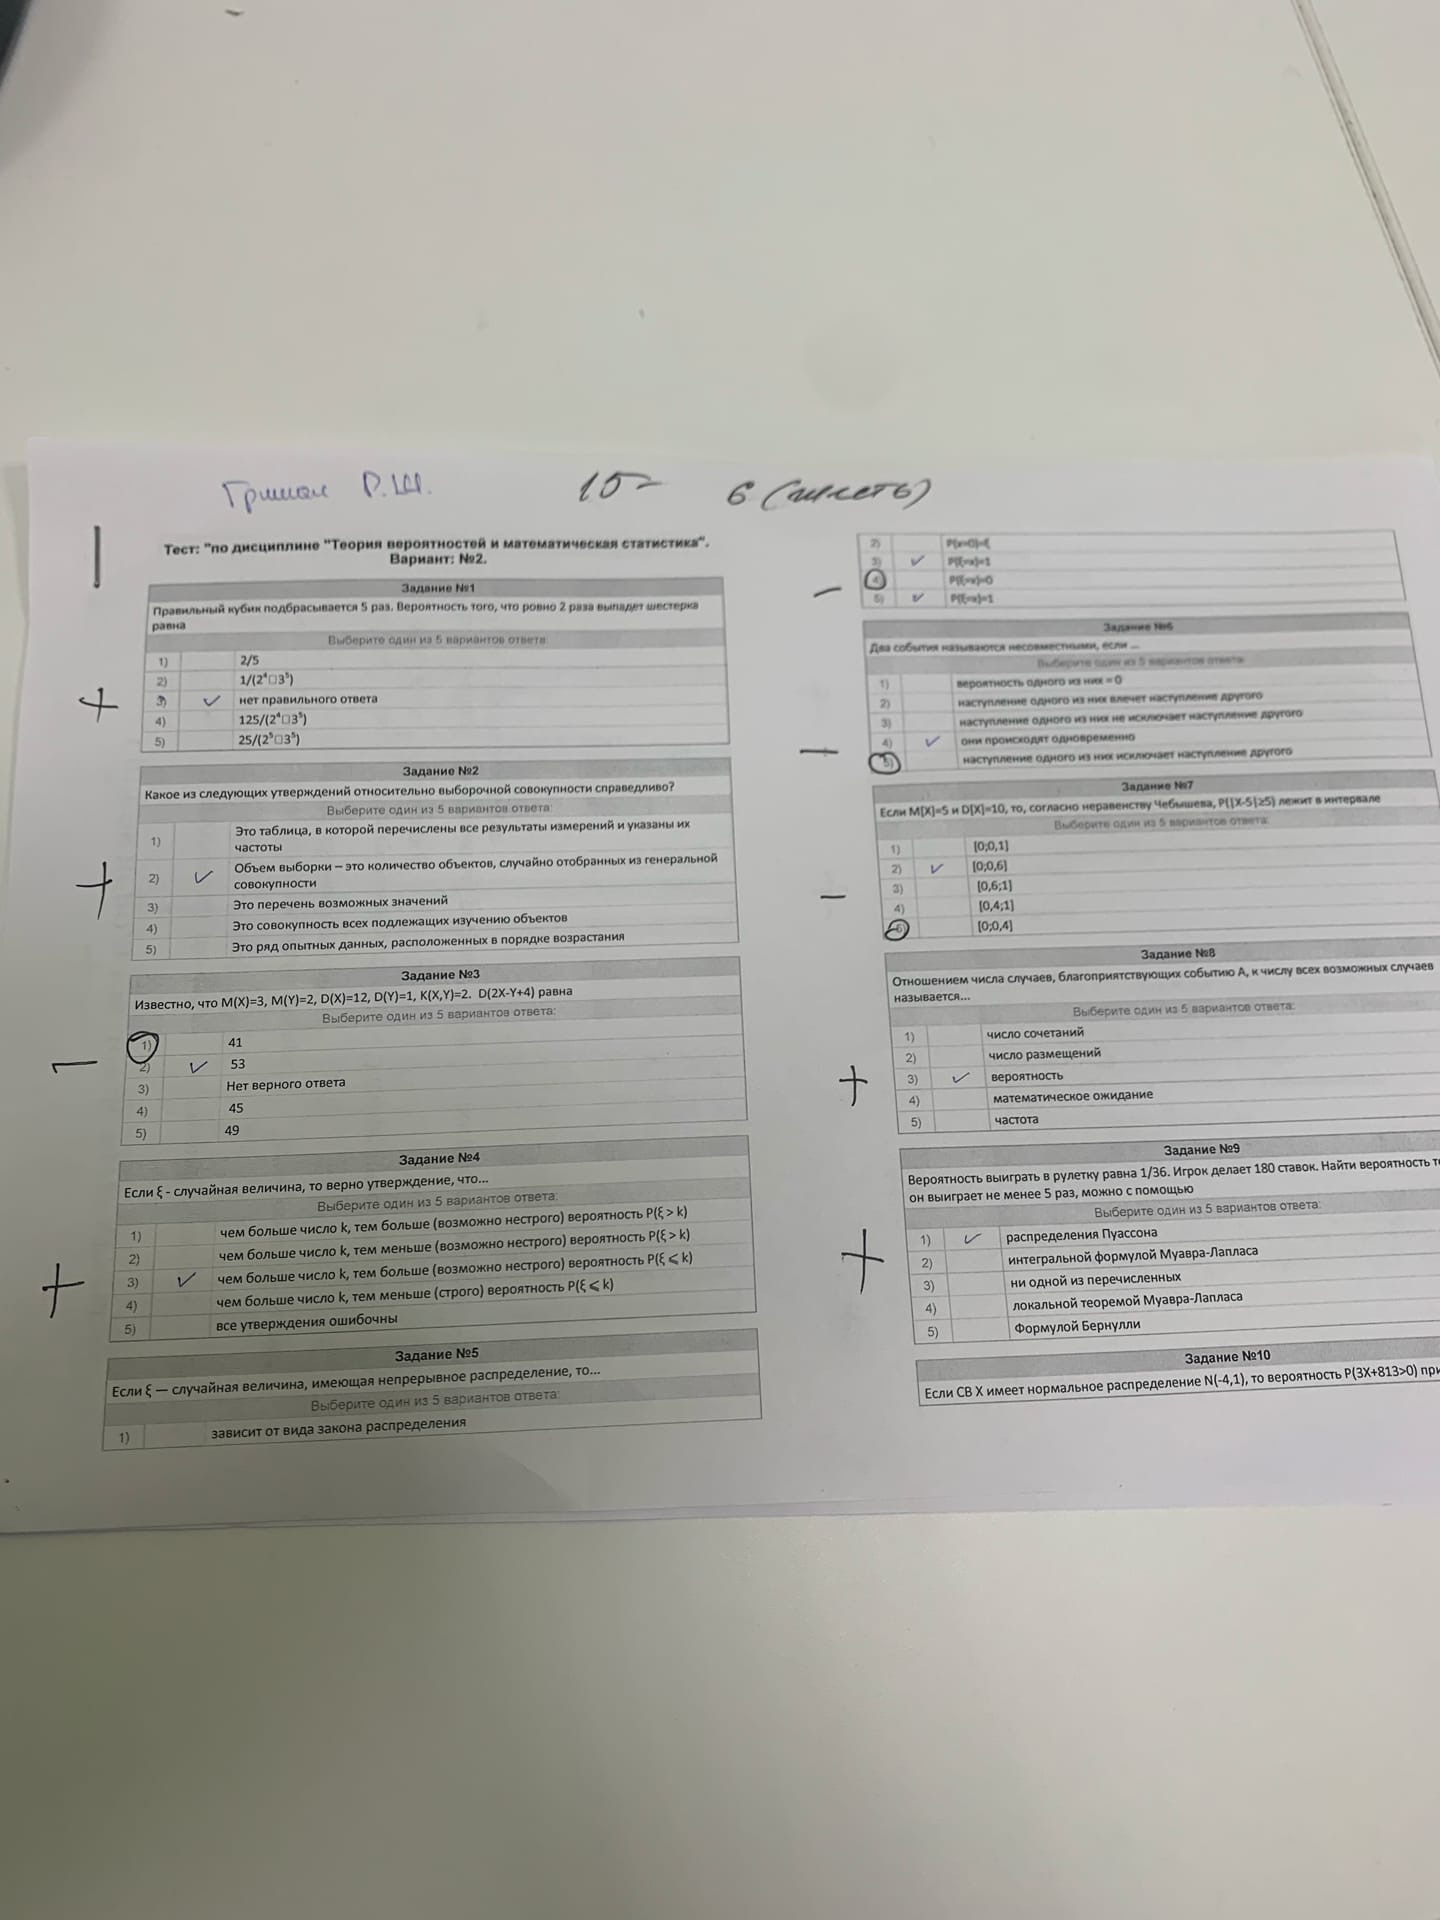 Гришан Р.Ш.
15-
6 (шесть)
Тест: "по дисциплине "Теория вероятностей и математическая статистика".
Вариант: №2.
Задание №1
Правильный кубик подбрасывается 5 раз. Вероятность того, что ровно 2 раза выпадет шестерка
равна
Выберите один из 5 вариантов ответа:
1) 2/5
2) 1/(2⁴□3⁵)
3) ✓ нет правильного ответа
4) 125/(2⁴□3⁵)
5) 25/(2⁵□3⁵)
+
Задание №2
Какое из следующих утверждений относительно выборочной совокупности справедливо?
Выберите один из 5 вариантов ответа:
1) Это таблица, в которой перечислены все результаты измерений и указаны их
частоты
2) ✓ Объем выборки – это количество объектов, случайно отобранных из генеральной
совокупности
3) Это перечень возможных значений
4) Это совокупность всех подлежащих изучению объектов
5) Это ряд опытных данных, расположенных в порядке возрастания
+
Задание №3
Известно, что M(X)=3, M(Y)=2, D(X)=12, D(Y)=1, K(X,Y)=2. D(2X-Y+4) равна
Выберите один из 5 вариантов ответа:
1) 41
2) ✓ 53
3) Нет верного ответа
4) 45
5) 49
–
Задание №4
Если ξ - случайная величина, то верно утверждение, что...
Выберите один из 5 вариантов ответа:
1) чем больше число k, тем больше (возможно нестрого) вероятность P(ξ > k)
2) чем больше число k, тем меньше (возможно нестрого) вероятность P(ξ > k)
3) ✓ чем больше число k, тем больше (возможно нестрого) вероятность P(ξ ⩽ k)
4) чем больше число k, тем меньше (строго) вероятность P(ξ ⩽ k)
5) все утверждения ошибочны
+
Задание №5
Если ξ — случайная величина, имеющая непрерывное распределение, то...
Выберите один из 5 вариантов ответа:
1) зависит от вида закона распределения
2) P(x=0)=ξ
3) ✓ P(ξ=x)=1
4) P(ξ=x)=0
5) ✓ P(ξ=x)=1
–
Задание №6
Два события называются несовместными, если ...
Выберите один из 5 вариантов ответа:
1) вероятность одного из них = 0
2) наступление одного из них влечет наступление другого
3) наступление одного из них не исключает наступление другого
4) ✓ они происходят одновременно
5) наступление одного из них исключает наступление другого
–
Задание №7
Если M[X]=5 и D[X]=10, то, согласно неравенству Чебышева, P(|X-5|≥5) лежит в интервале
Выберите один из 5 вариантов ответа:
1) [0;0,1]
2) ✓ [0;0,6]
3) [0,6;1]
4) [0,4;1]
5) [0;0,4]
–
Задание №8
Отношением числа случаев, благоприятствующих событию А, к числу всех возможных случаев
называется...
Выберите один из 5 вариантов ответа:
1) число сочетаний
2) число размещений
3) ✓ вероятность
4) математическое ожидание
5) частота
+
Задание №9
Вероятность выиграть в рулетку равна 1/36. Игрок делает 180 ставок. Найти вероятность
он выиграет не менее 5 раз, можно с помощью
Выберите один из 5 вариантов ответа:
1) ✓ распределения Пуассона
2) интегральной формулой Муавра-Лапласа
3) ни одной из перечисленных
4) локальной теоремой Муавра-Лапласа
5) Формулой Бернулли
+
Задание №10
Если СВ X имеет нормальное распределение N(-4,1), то вероятность P(3X+813>0)